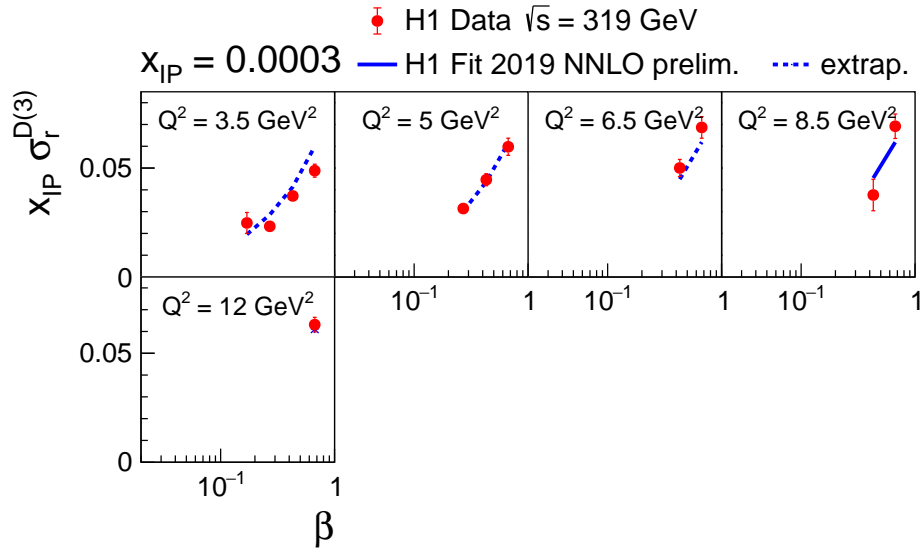 H1 Data √s = 319 GeV
x_IP = 0.0003
H1 Fit 2019 NNLO prelim.
extrap.
x_IP σ_r^D(3)
Q² = 3.5 GeV²
Q² = 5 GeV²
Q² = 6.5 GeV²
Q² = 8.5 GeV²
0.05
0
10⁻¹ 1
10⁻¹ 1
10⁻¹ 1
Q² = 12 GeV²
0.05
0
10⁻¹ 1
β